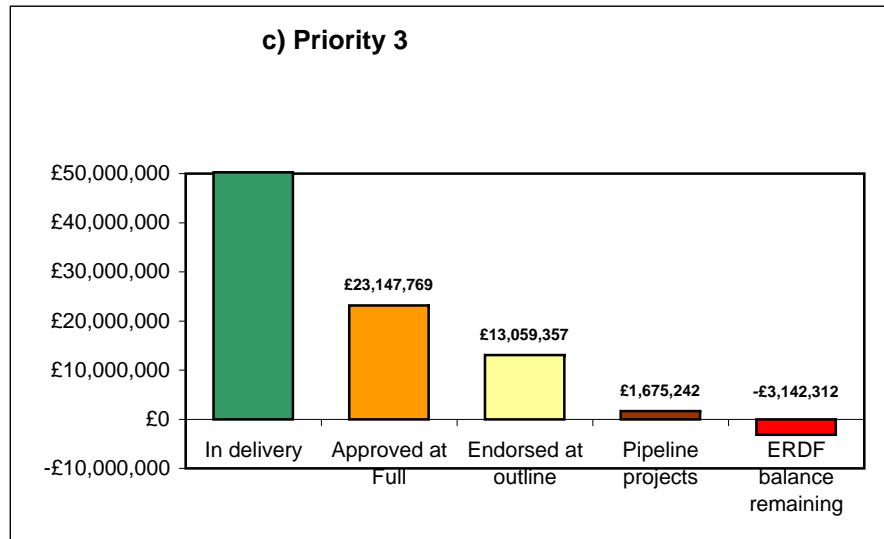 c) Priority 3
£50,000,000
£40,000,000
£30,000,000
£20,000,000
£10,000,000
£0
-£10,000,000
£23,147,769
£13,059,357
£1,675,242
-£3,142,312
In delivery
Approved at
Full
Endorsed at
outline
Pipeline
projects
ERDF
balance
remaining